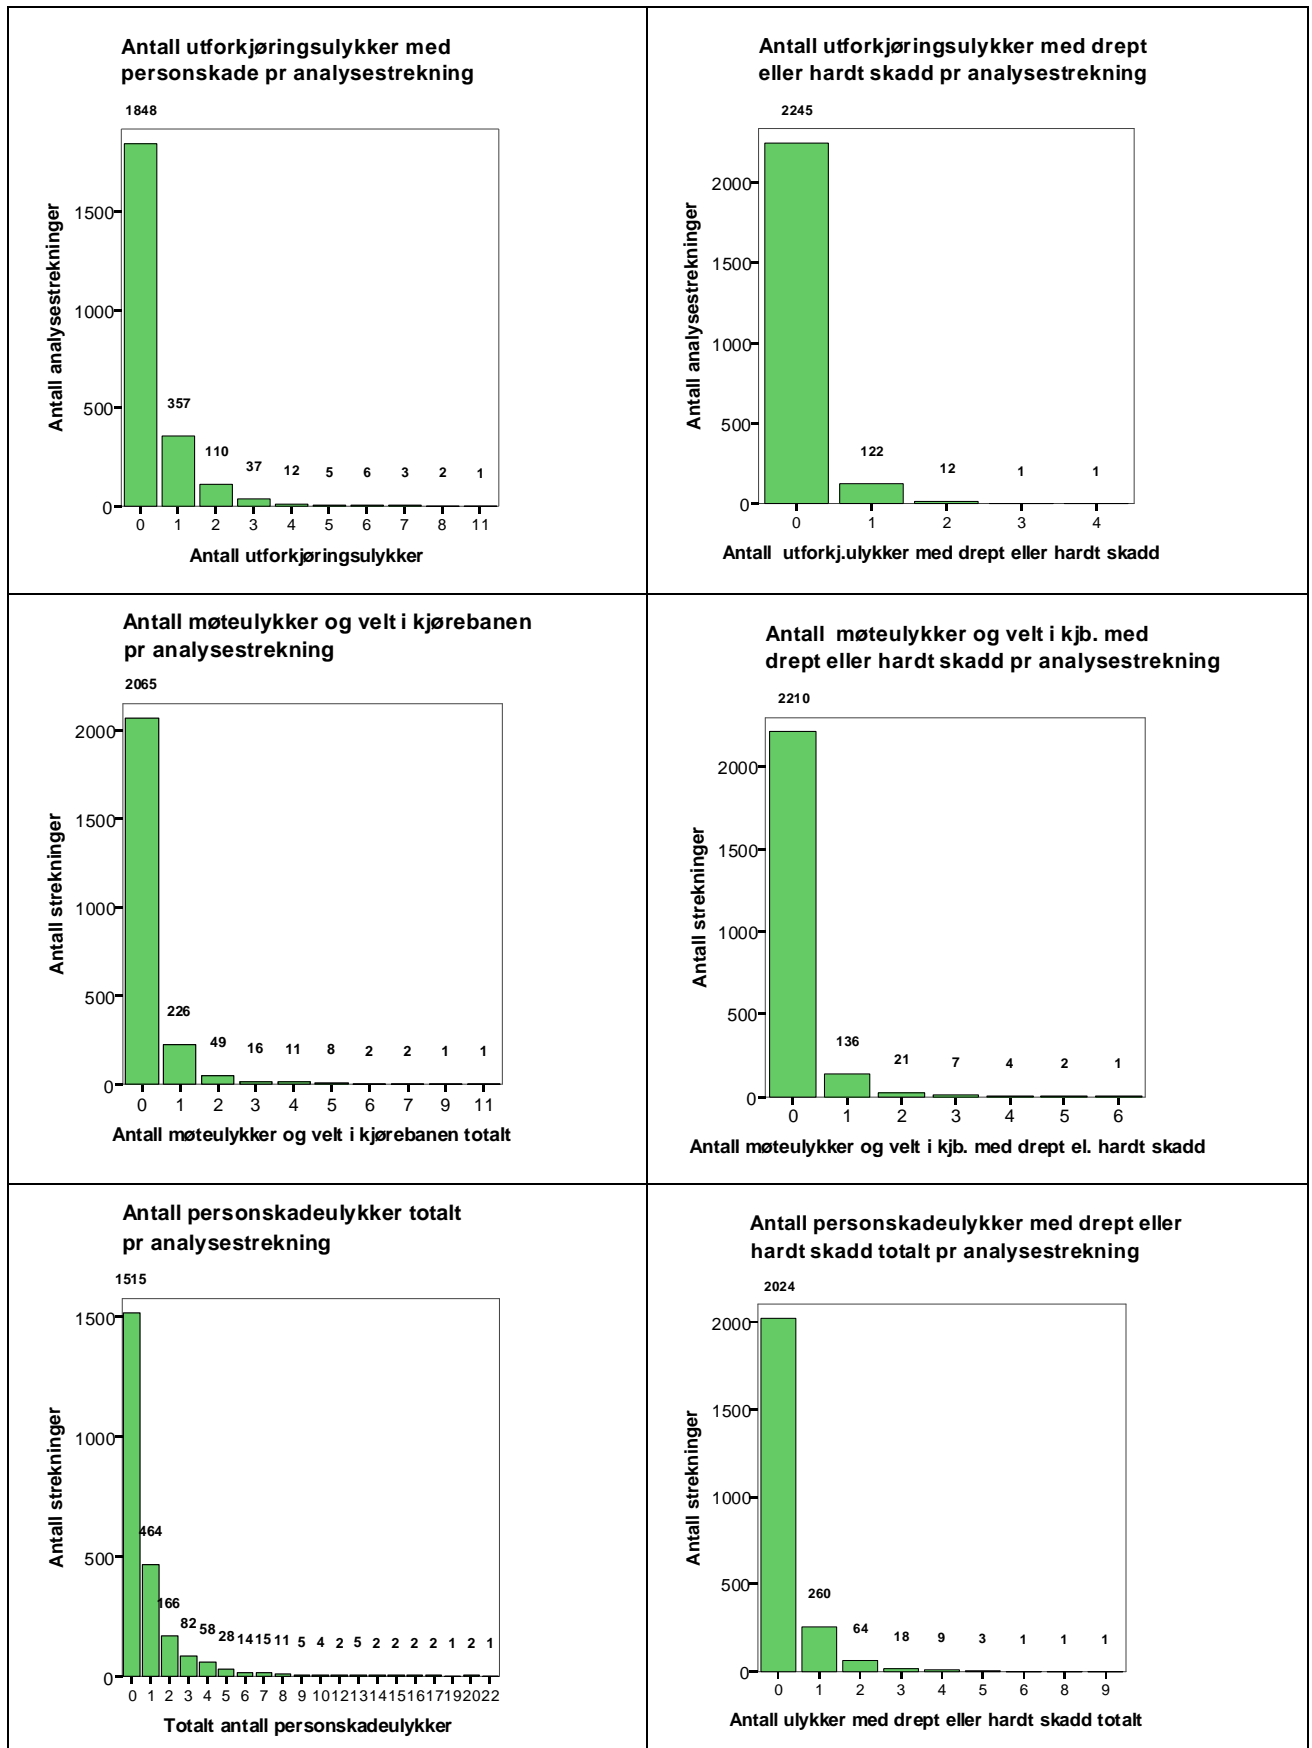 Antall utforkjøringsulykker med
personskade pr analysestrekning
1848
357
110
37
12
5
6
3
2
1
1500
1000
500
0
Antall analysestrekninger
0 1 2 3 4 5 6 7 8 11
Antall utforkjøringsulykker
Antall utforkjøringsulykker med drept
eller hardt skadd pr analysestrekning
2245
122
12
1
1
2000
1500
1000
500
0
Antall analysestrekninger
0 1 2 3 4
Antall utforkj.ulykker med drept eller hardt skadd
Antall møteulykker og velt i kjørebanen
pr analysestrekning
2065
226
49
16
11
8
2
2
1
1
2000
1500
1000
500
0
Antall strekninger
0 1 2 3 4 5 6 7 9 11
Antall møteulykker og velt i kjørebanen totalt
Antall møteulykker og velt i kjb. med
drept eller hardt skadd pr analysestrekning
2210
136
21
7
4
2
1
2000
1500
1000
500
0
Antall strekninger
0 1 2 3 4 5 6
Antall møteulykker og velt i kjb. med drept el. hardt skadd
Antall personskadeulykker totalt
pr analysestrekning
1515
464
166
82 58 28 14 15 11 5 4 2 5 2 2 2 2 1 2 1
1500
1000
500
0
Antall strekninger
0 1 2 3 4 5 6 7 8 9 10 12 13 14 15 16 17 19 20 22
Totalt antall personskadeulykker
Antall personskadeulykker med drept eller
hardt skadd totalt pr analysestrekning
2024
260
64
18
9
3
1
1
1
2000
1500
1000
500
0
Antall strekninger
0 1 2 3 4 5 6 8 9
Antall ulykker med drept eller hardt skadd totalt